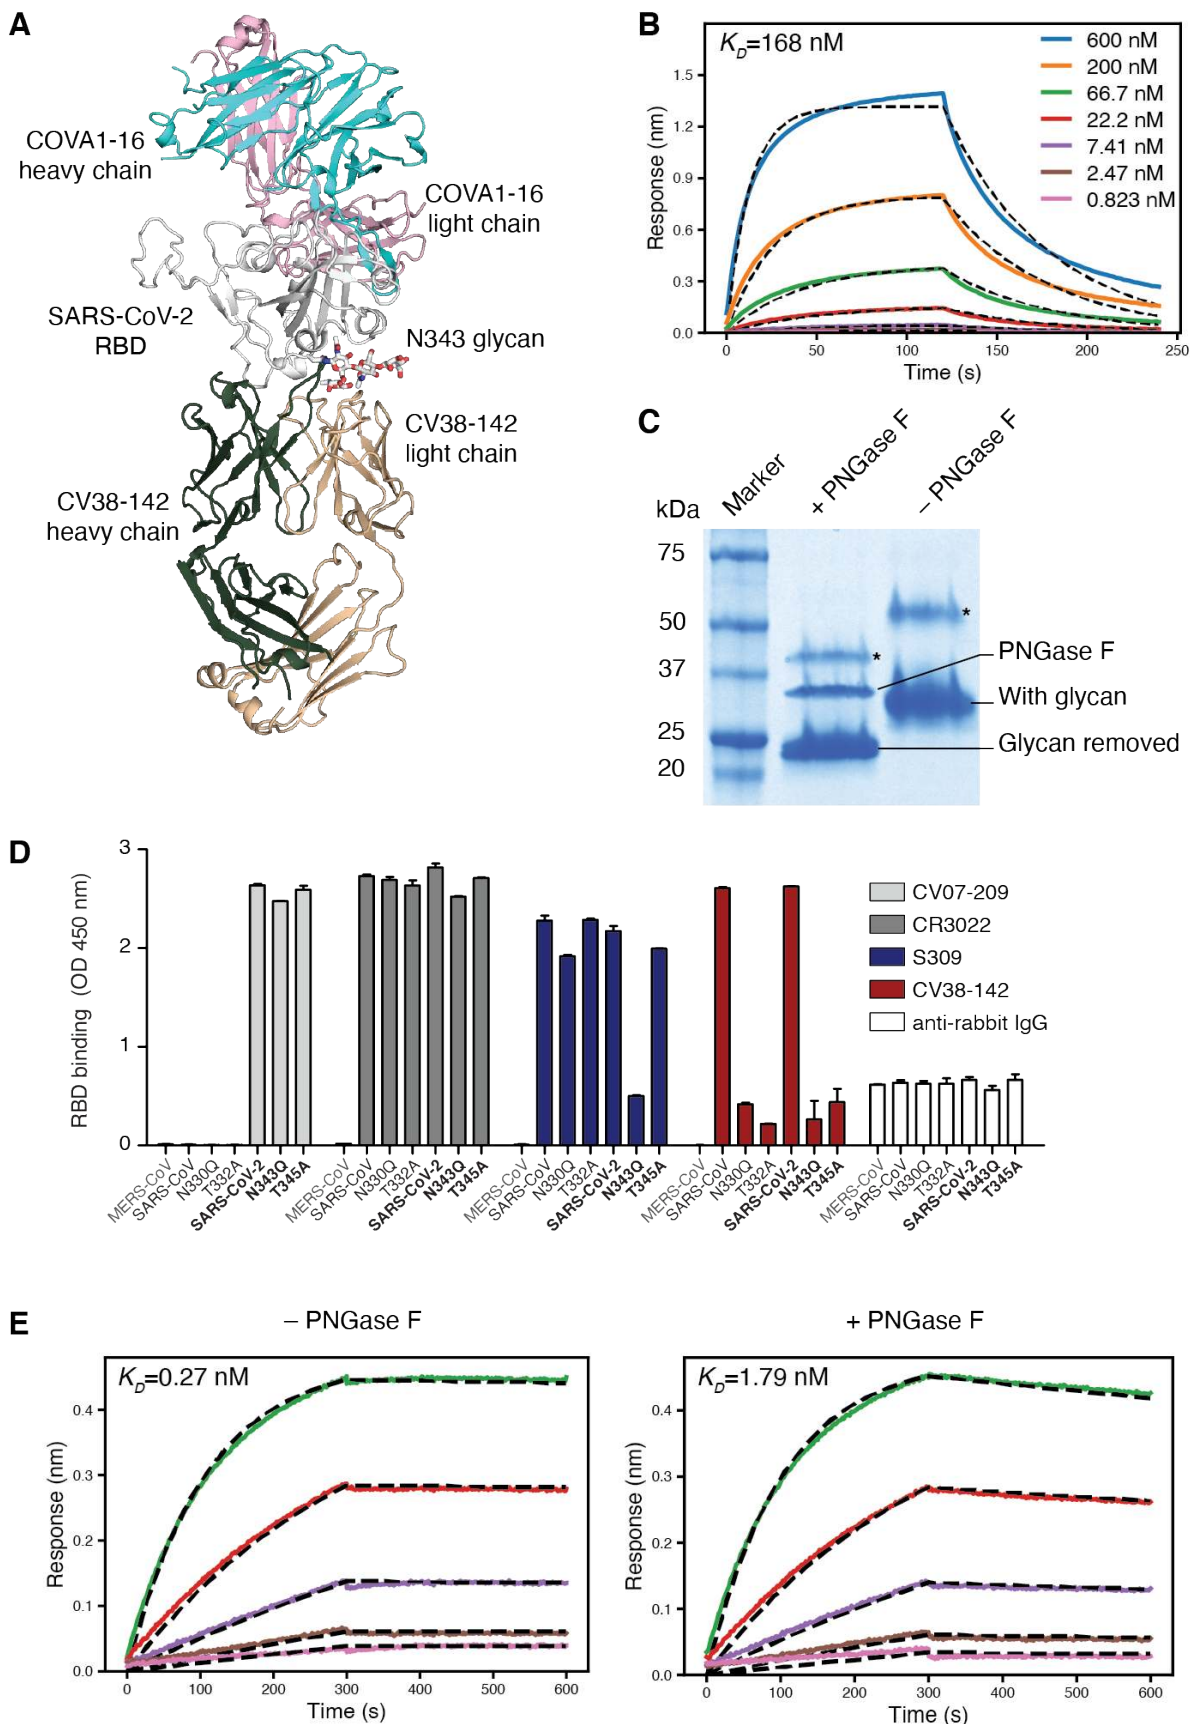 A
COVA1-16
heavy chain
COVA1-16
light chain
SARS-CoV-2
RBD
N343 glycan
CV38-142
light chain
CV38-142
heavy chain
B
K_D=168 nM
600 nM
200 nM
66.7 nM
22.2 nM
7.41 nM
2.47 nM
0.823 nM
Response (nm)
1.5
1.2
0.9
0.6
0.3
0.0
0 50 100 150 200 250
Time (s)
C
kDa
Marker
+ PNGase F
– PNGase F
75
50
37
25
20
*
*
PNGase F
With glycan
Glycan removed
D
RBD binding (OD 450 nm)
3
2
1
0
CV07-209
CR3022
S309
CV38-142
anti-rabbit IgG
MERS-CoV SARS-CoV N330Q T332A SARS-CoV-2 N343Q T345A
MERS-CoV SARS-CoV N330Q T332A SARS-CoV-2 N343Q T345A
MERS-CoV SARS-CoV N330Q T332A SARS-CoV-2 N343Q T345A
MERS-CoV SARS-CoV N330Q T332A SARS-CoV-2 N343Q T345A
MERS-CoV SARS-CoV N330Q T332A SARS-CoV-2 N343Q T345A
E
– PNGase F
K_D=0.27 nM
Response (nm)
0.4
0.3
0.2
0.1
0.0
0 100 200 300 400 500 600
Time (s)
+ PNGase F
K_D=1.79 nM
Response (nm)
0.4
0.3
0.2
0.1
0.0
0 100 200 300 400 500 600
Time (s)